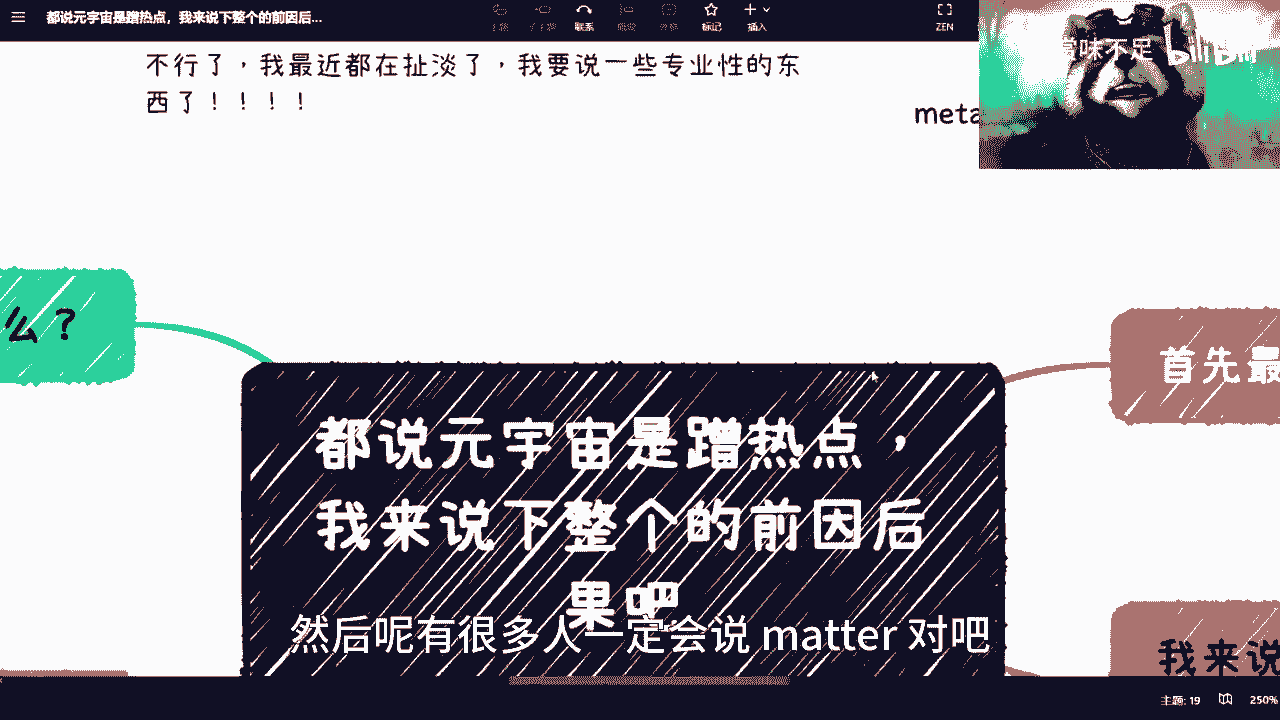 都说元宇宙是蹭热点，我来说下整个的前因后...
联系
标记
插入
ZEN
味不足 bilibili
不行了，我最近都在扯淡了，我要说一些专业性的东
西了！！！！
meta
么？
首先最
都说元宇宙是蹭热点，
我来说下整个的前因后
果吧
然后呢有很多人一定会说 matter 对吧
我来说
主题: 19
250%